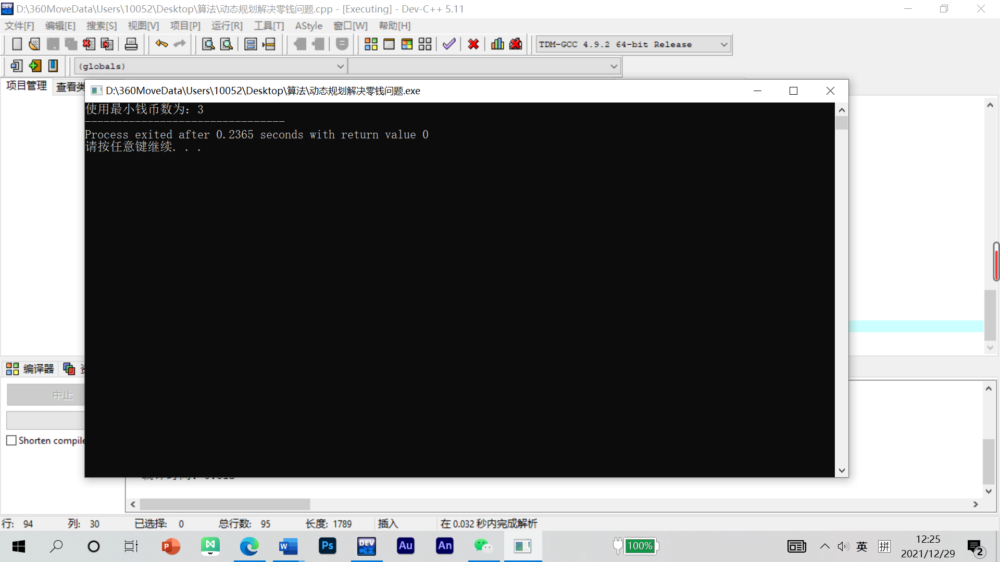 D:\360MoveData\Users\10052\Desktop\算法\动态规划解决零钱问题.cpp - [Executing] - Dev-C++ 5.11
文件[F] 编辑[E] 搜索[S] 视图[V] 项目[P] 运行[R] 工具[T] AStyle 窗口[W] 帮助[H]
TDM-GCC 4.9.2 64-bit Release
(globals)
项目管理 查看类
D:\360MoveData\Users\10052\Desktop\算法\动态规划解决零钱问题.exe
使用最小钱币数为：3
--------------------------------
Process exited after 0.2365 seconds with return value 0
请按任意键继续. . .
编译器
中止
Shorten compile
行: 94 列: 30 已选择: 0 总行数: 95 长度: 1789 插入 在 0.032 秒内完成解析
P W Ps DEV C++ Au An 100% 英 拼 12:25
2021/12/29 2